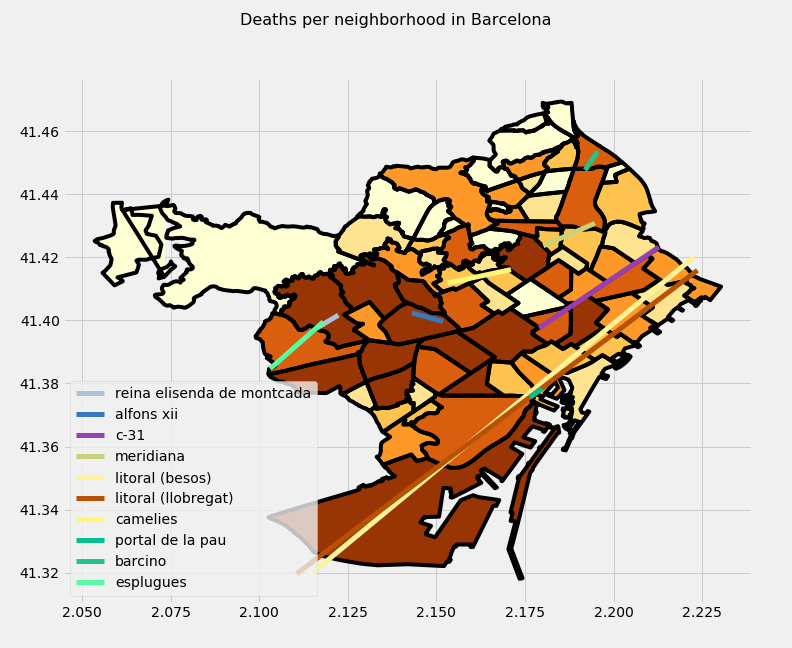 Deaths per neighborhood in Barcelona
41.46
41.44
41.42
41.40
41.38
41.36
41.34
41.32
reina elisenda de montcada
alfons xii
c-31
meridiana
litoral (besos)
litoral (llobregat)
camelies
portal de la pau
barcino
esplugues
2.050 2.075 2.100 2.125 2.150 2.175 2.200 2.225